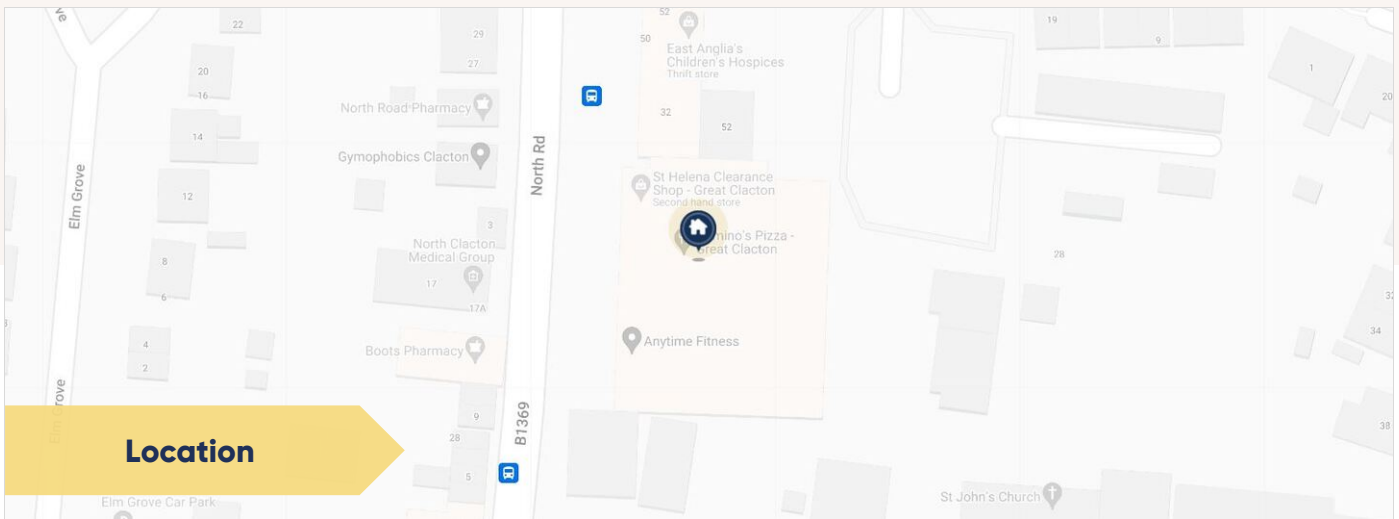 ve
22
20
16
14
12
8
6
4
2
Elm Grove
29
27
North Road Pharmacy
Gymophobics Clacton
3
North Clacton
Medical Group
17
17A
Boots Pharmacy
9
28
5
North Rd
B1369
52
50
East Anglia's
Children's Hospices
Thrift store
32
52
St Helena Clearance
Shop - Great Clacton
Second hand store
mino's Pizza -
Great Clacton
Anytime Fitness
19
9
1
20
28
34
38
St John's Church
Location
Elm Grove Car Park